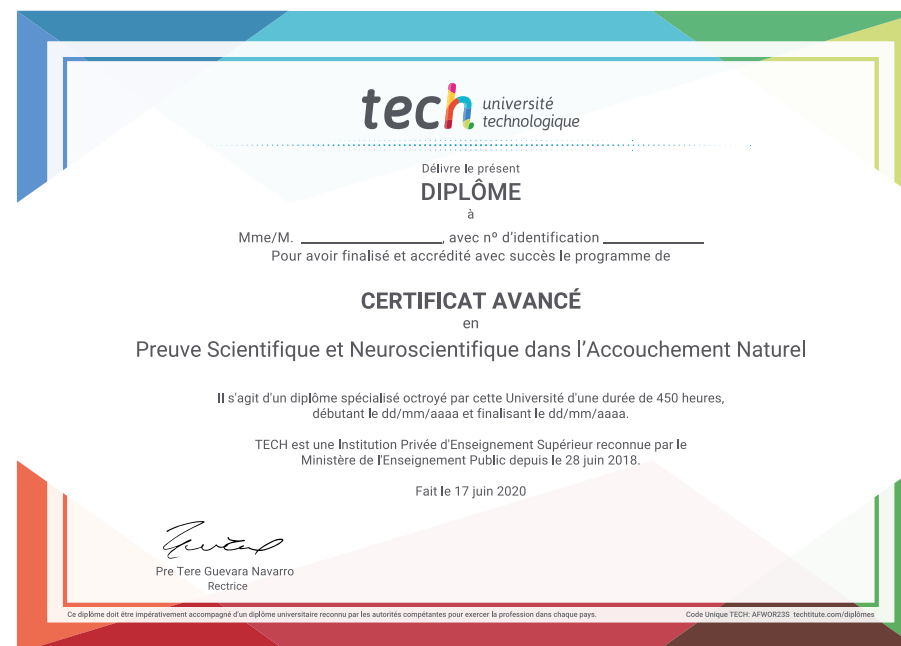 tech université
technologique
Délivre le présent
DIPLÔME
à
Mme/M. ____________________, avec nº d'identification ______________
Pour avoir finalisé et accrédité avec succès le programme de
CERTIFICAT AVANCÉ
en
Preuve Scientifique et Neuroscientifique dans l'Accouchement Naturel
Il s'agit d'un diplôme spécialisé octroyé par cette Université d'une durée de 450 heures,
débutant le dd/mm/aaaa et finalisant le dd/mm/aaaa.
TECH est une Institution Privée d'Enseignement Supérieur reconnue par le
Ministère de l'Enseignement Public depuis le 28 juin 2018.
Fait le 17 juin 2020
Pre Tere Guevara Navarro
Rectrice
Ce diplôme doit être impérativement accompagné d'un diplôme universitaire reconnu par les autorités compétentes pour exercer la profession dans chaque pays.
Code Unique TECH: AFWOR23S techtitute.com/diplômes